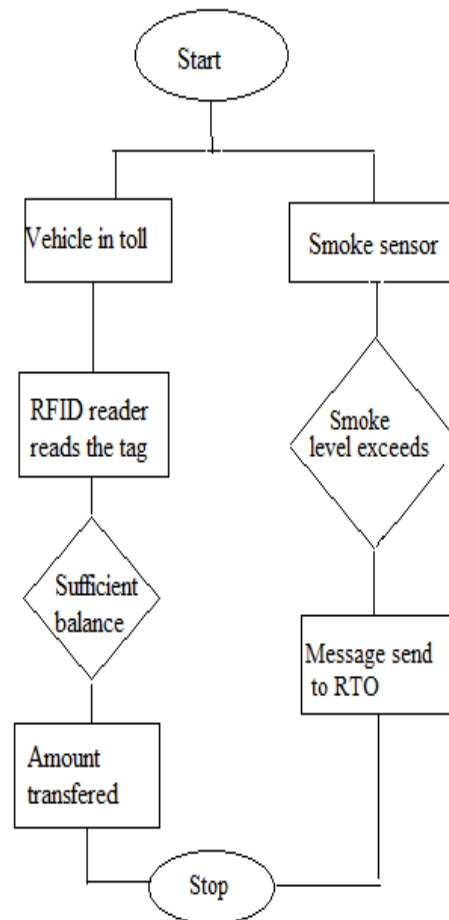 Start
Vehicle in toll
Smoke sensor
RFID reader
reads the tag
Smoke
level exceeds
Sufficient
balance
Message send
to RTO
Amount
transfered
Stop